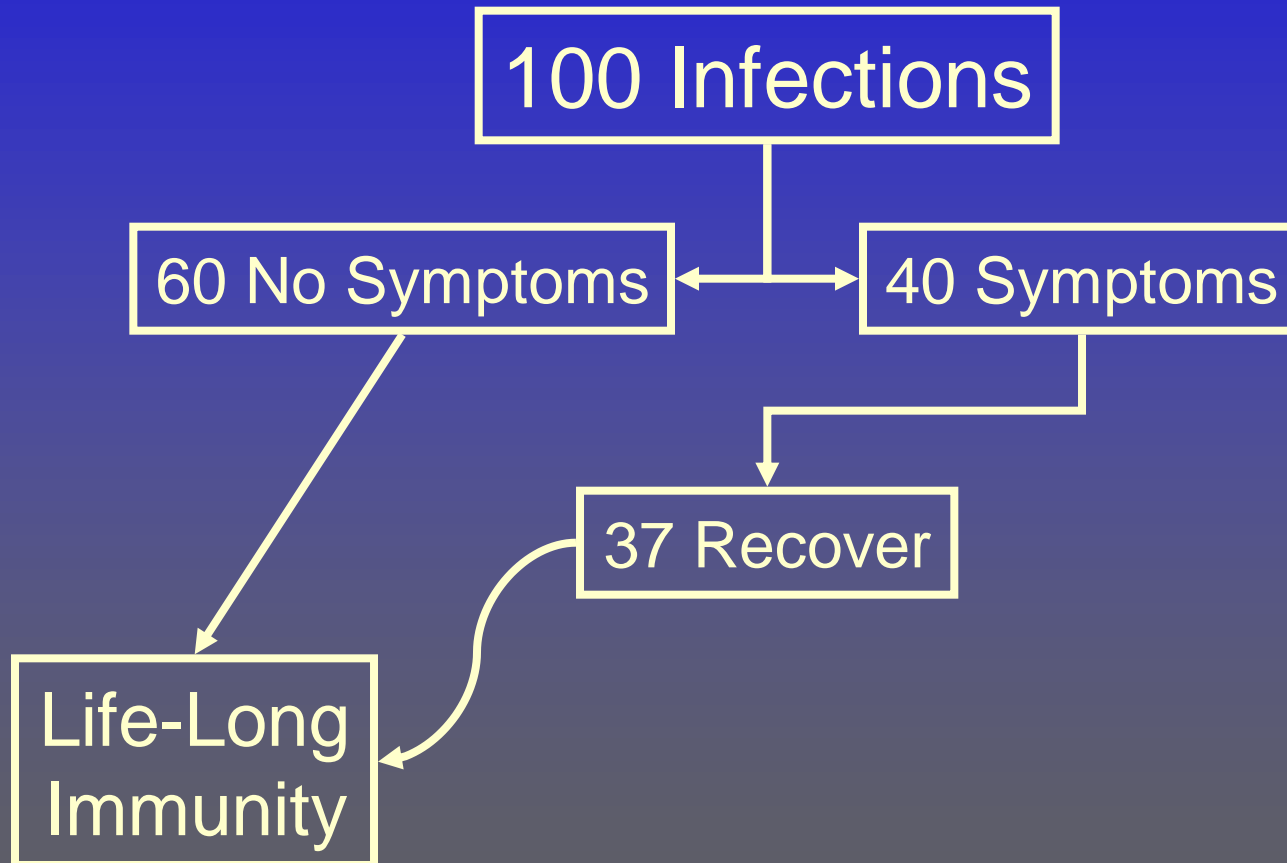 100 Infections
60 No Symptoms
40 Symptoms
37 Recover
Life-Long
Immunity